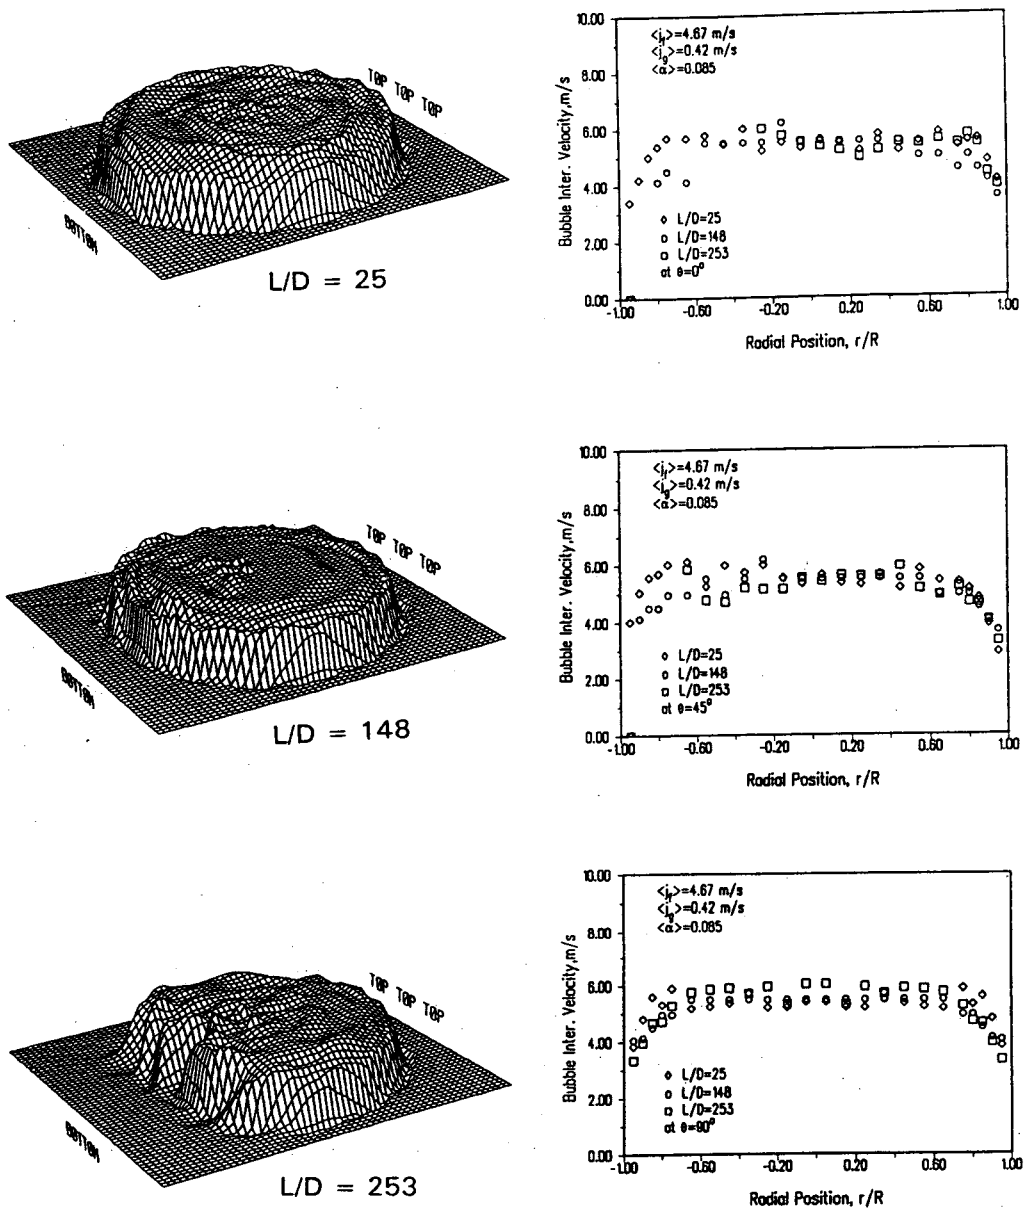 TOP TOP TOP
BOTTOM
L/D = 25
10.00
8.00
6.00
4.00
2.00
0.00
Bubble Inter. Velocity,m/s
<jf>=4.67 m/s
<jg>=0.42 m/s
<α>=0.085
◇ L/D=25
○ L/D=148
□ L/D=253
at θ=0°
-1.00 -0.60 -0.20 0.20 0.60 1.00
Radial Position, r/R
TOP TOP TOP
BOTTOM
L/D = 148
10.00
8.00
6.00
4.00
2.00
0.00
Bubble Inter. Velocity,m/s
<jf>=4.67 m/s
<jg>=0.42 m/s
<α>=0.085
◇ L/D=25
○ L/D=148
□ L/D=253
at θ=45°
-1.00 -0.60 -0.20 0.20 0.60 1.00
Radial Position, r/R
TOP TOP TOP
BOTTOM
L/D = 253
10.00
8.00
6.00
4.00
2.00
0.00
Bubble Inter. Velocity,m/s
<jf>=4.67 m/s
<jg>=0.42 m/s
<α>=0.085
◇ L/D=25
○ L/D=148
□ L/D=253
at θ=90°
-1.00 -0.60 -0.20 0.20 0.60 1.00
Radial Position, r/R